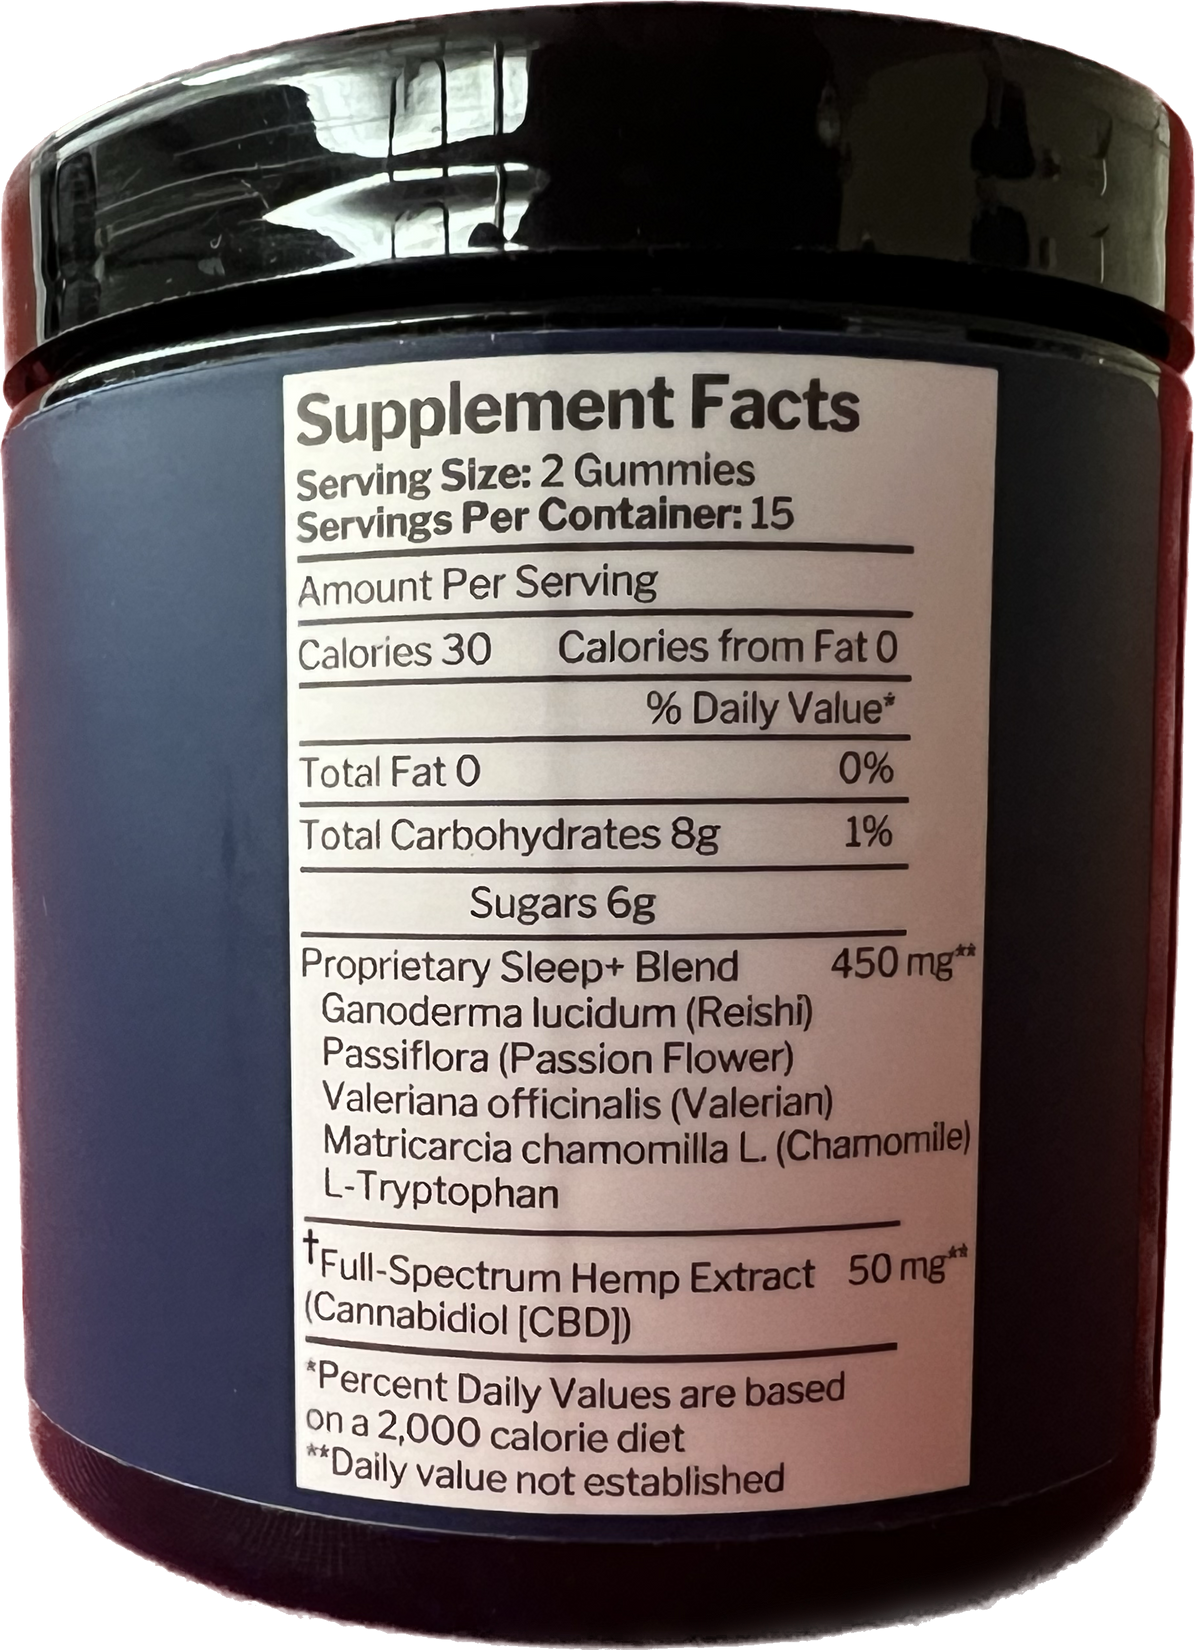 Supplement Facts
Serving Size: 2 Gummies
Servings Per Container: 15
Amount Per Serving
Calories 30 Calories from Fat 0
% Daily Value*
Total Fat 0 0%
Total Carbohydrates 8g 1%
Sugars 6g
Proprietary Sleep+ Blend 450 mg**
Ganoderma lucidum (Reishi)
Passiflora (Passion Flower)
Valeriana officinalis (Valerian)
Matricarcia chamomilla L. (Chamomile)
L-Tryptophan
†Full-Spectrum Hemp Extract 50 mg**
(Cannabidiol [CBD])
*Percent Daily Values are based
on a 2,000 calorie diet
**Daily value not established